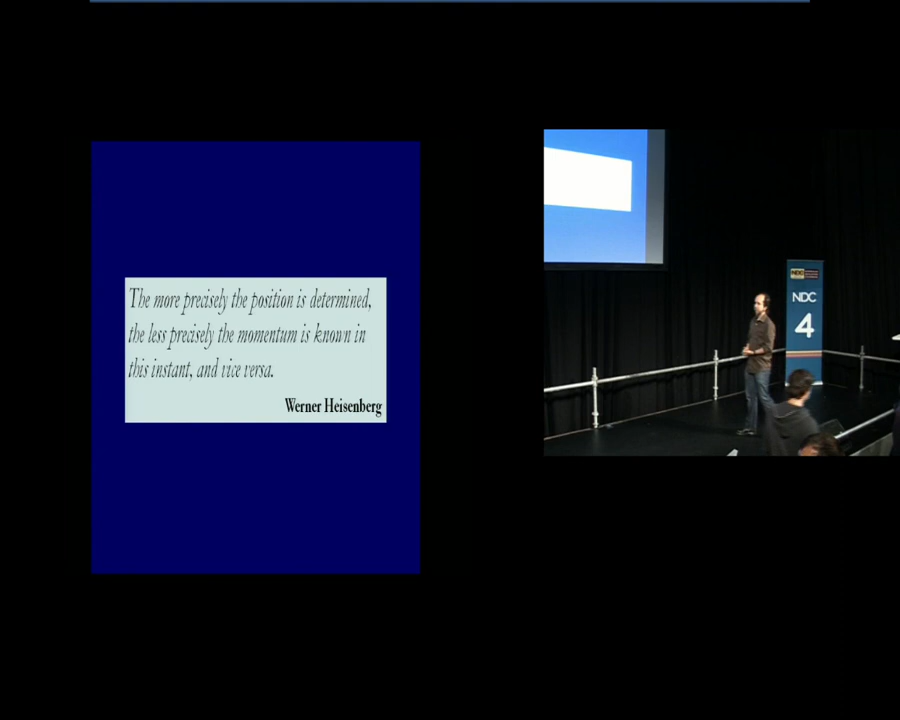 The more precisely the position is determined,
the less precisely the momentum is known in
this instant, and vice versa.
Werner Heisenberg
NDC
NDC
4